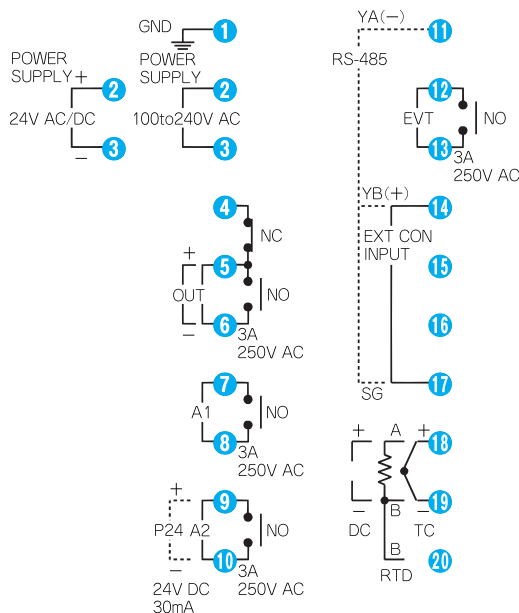 GND 1
POWER
SUPPLY +
2
24V AC/DC
− 3
POWER
SUPPLY
2
100to240V AC
3
4
NC
+ 5
OUT NO
− 6
3A
250V AC
7
A1 NO
8
3A
250V AC
+ 9
P24 A2 NO
− 10
24V DC
30mA
3A
250V AC
YA(−) 11
RS-485
12
EVT NO
13
3A
250V AC
YB(+) 14
EXT CON
INPUT
15
16
17
SG
+ A + 18
− B − 19
DC TC
B 20
RTD